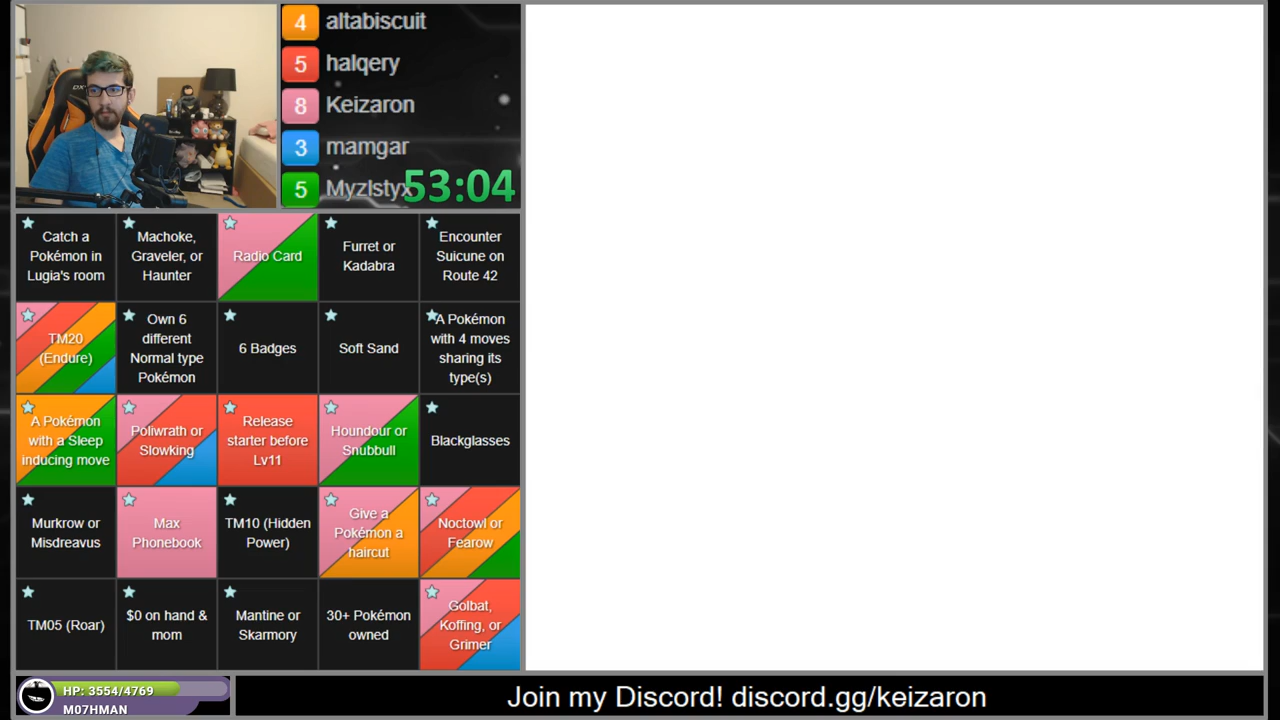 4 altabiscuit
5 halqery
8 Keizaron
3 mamgar
5 MyzIstyx
53:04
Catch a
Pokémon in
Lugia's room
Machoke,
Graveler, or
Haunter
Radio Card
Furret or
Kadabra
Encounter
Suicune on
Route 42
TM20
(Endure)
Own 6
different
Normal type
Pokémon
6 Badges
Soft Sand
A Pokémon
with 4 moves
sharing its
type(s)
A Pokémon
with a Sleep
inducing move
Poliwrath or
Slowking
Release
starter before
Lv11
Houndour or
Snubbull
Blackglasses
Murkrow or
Misdreavus
Max
Phonebook
TM10 (Hidden
Power)
Give a
Pokémon a
haircut
Noctowl or
Fearow
TM05 (Roar)
$0 on hand &
mom
Mantine or
Skarmory
30+ Pokémon
owned
Golbat,
Koffing, or
Grimer
HP: 3554/4769
M07HMAN
Join my Discord! discord.gg/keizaron